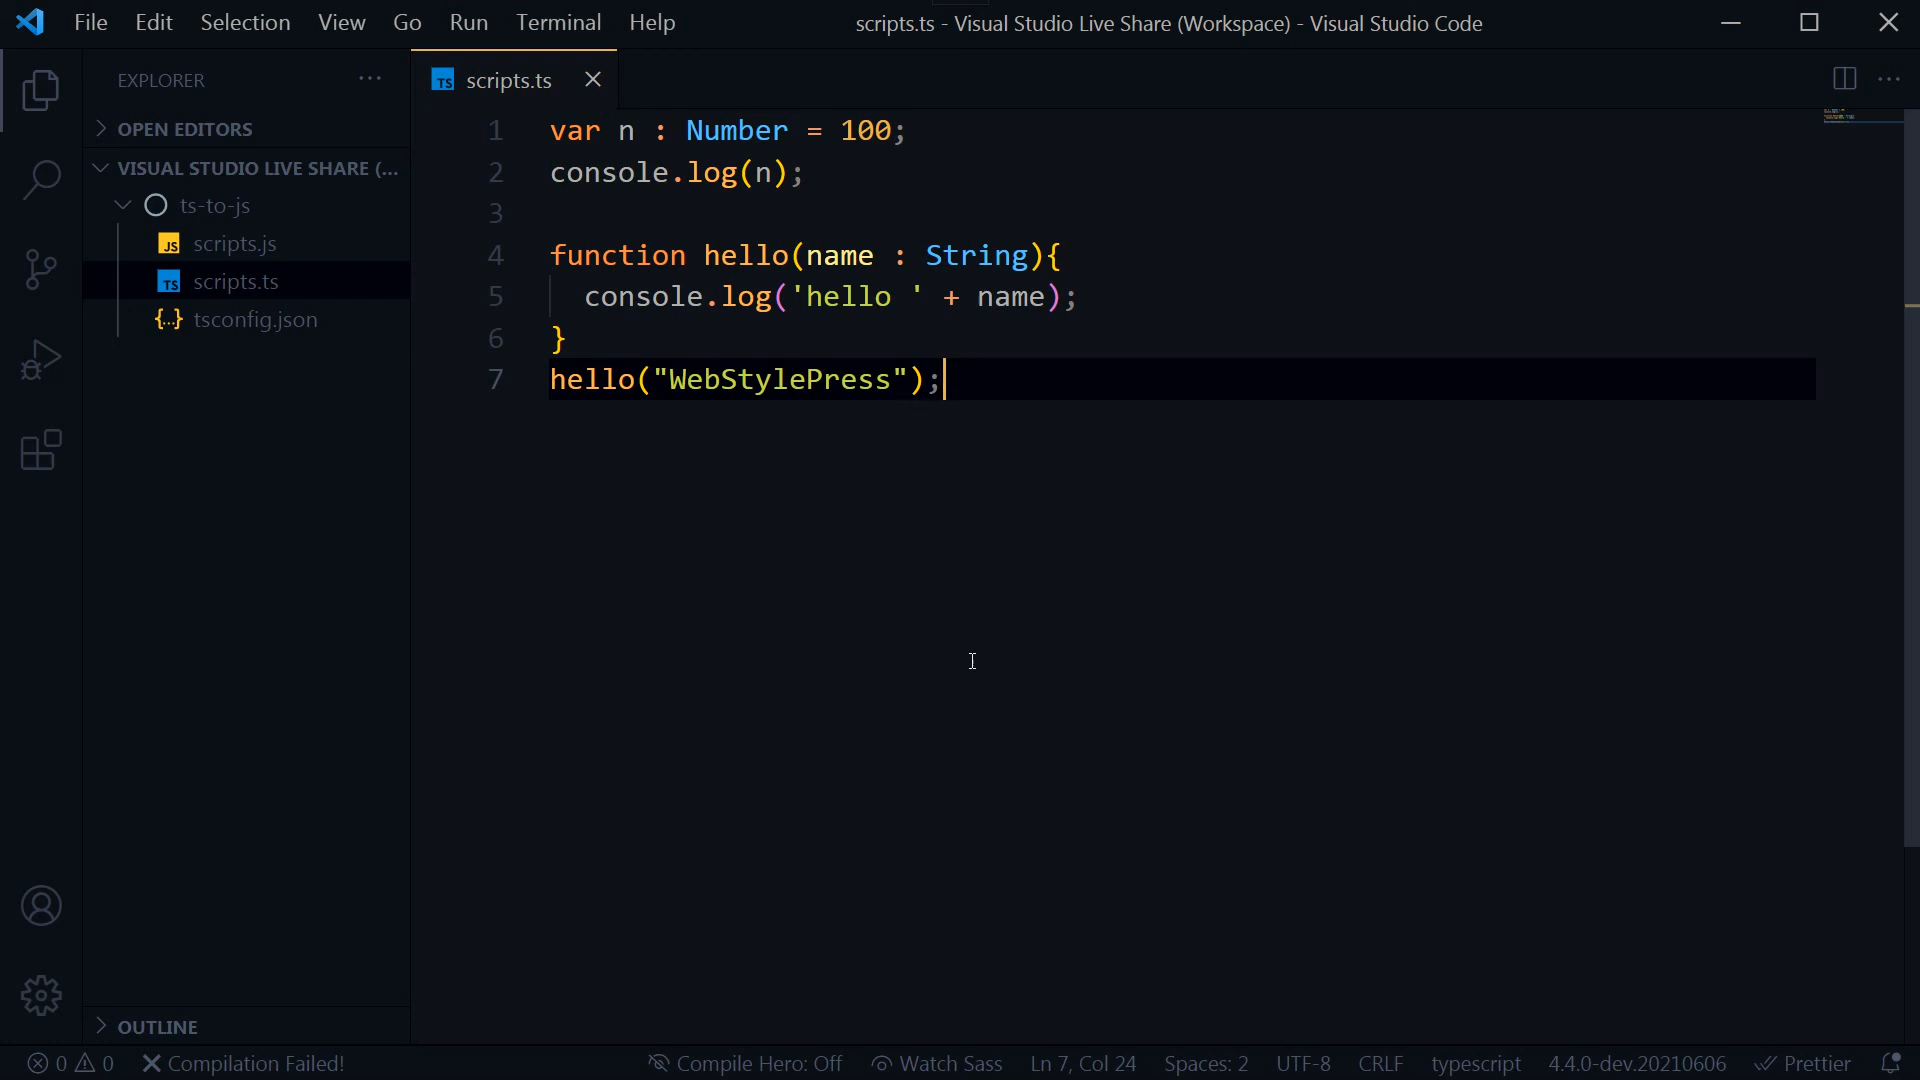 File Edit Selection View Go Run Terminal Help scripts.ts - Visual Studio Live Share (Workspace) - Visual Studio Code
EXPLORER ...
TS scripts.ts
OPEN EDITORS
VISUAL STUDIO LIVE SHARE (...
ts-to-js
JS scripts.js
TS scripts.ts
{...} tsconfig.json
1 var n : Number = 100;
2 console.log(n);
3
4 function hello(name : String){
5 console.log('hello ' + name);
6 }
7 hello("WebStylePress");
OUTLINE
0 0 Compilation Failed! Compile Hero: Off Watch Sass Ln 7, Col 24 Spaces: 2 UTF-8 CRLF typescript 4.4.0-dev.20210606 Prettier